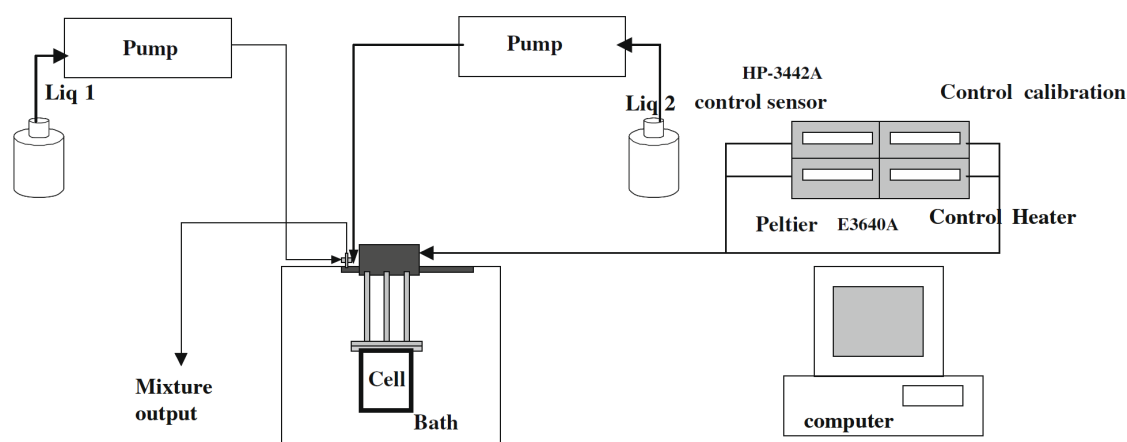 Pump
Liq 1
Pump
Liq 2
HP-3442A
control sensor
Control calibration
Peltier
E3640A
Control Heater
Mixture
output
Cell
Bath
computer